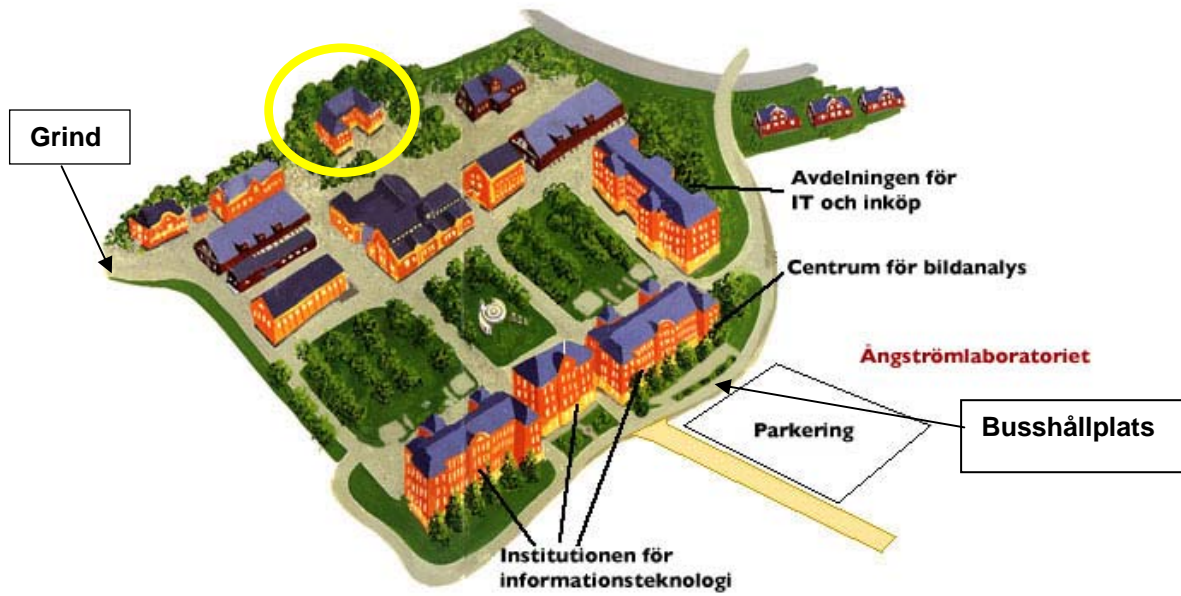 Grind
Avdelningen för
IT och inköp
Centrum för bildanalys
Ångströmlaboratoriet
Parkering
Busshållplats
Institutionen för
informationsteknologi